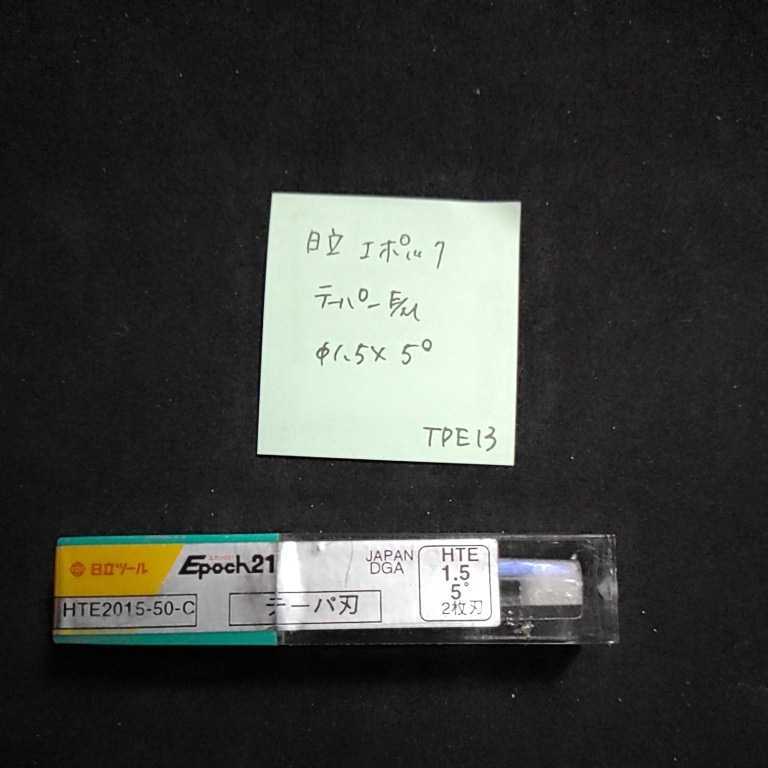 日立 エポック
テーパー E/M
φ1.5× 5°
TPE13
日立ツール
Epoch21
JAPAN
DGA
HTE
1.5
5°
2枚刃
HTE2015-50-C
テーパ刃